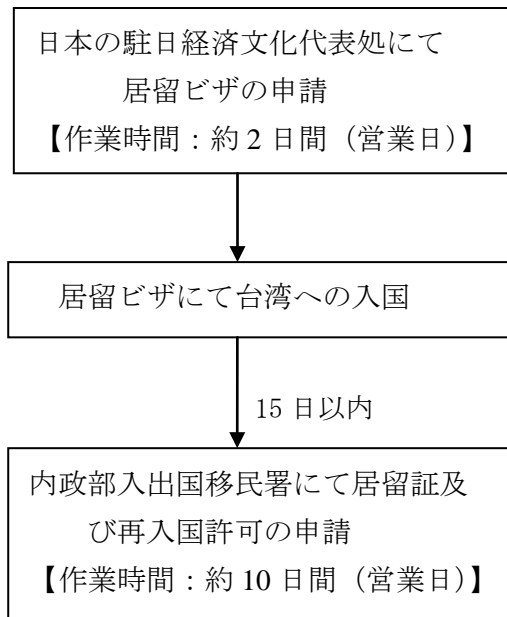 日本の駐日経済文化代表処にて
居留ビザの申請
【作業時間：約 2 日間（営業日）】
居留ビザにて台湾への入国
15 日以内
内政部入出国移民署にて居留証及
び再入国許可の申請
【作業時間：約 10 日間（営業日）】